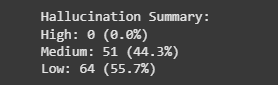 Hallucination Summary:
High: 0 (0.0%)
Medium: 51 (44.3%)
Low: 64 (55.7%)